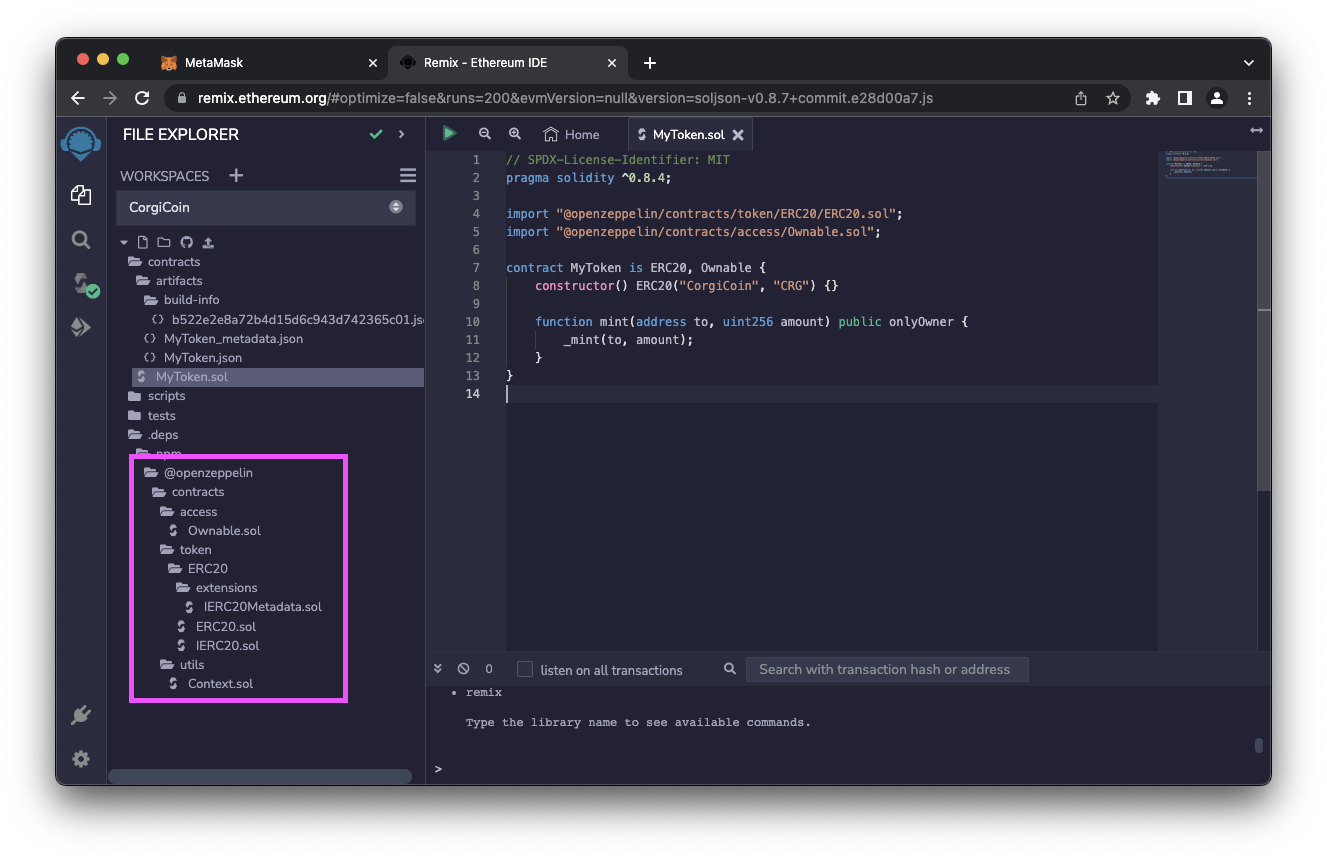 MetaMask
Remix - Ethereum IDE
remix.ethereum.org/#optimize=false&runs=200&evmVersion=null&version=soljson-v0.8.7+commit.e28d00a7.js
FILE EXPLORER
WORKSPACES
CorgiCoin
contracts
artifacts
build-info
b522e2e8a72b4d15d6c943d742365c01.js
MyToken_metadata.json
MyToken.json
MyToken.sol
scripts
tests
.deps
npm
@openzeppelin
contracts
access
Ownable.sol
token
ERC20
extensions
IERC20Metadata.sol
ERC20.sol
IERC20.sol
utils
Context.sol
Home
MyToken.sol
1 // SPDX-License-Identifier: MIT
2 pragma solidity ^0.8.4;
3
4 import "@openzeppelin/contracts/token/ERC20/ERC20.sol";
5 import "@openzeppelin/contracts/access/Ownable.sol";
6
7 contract MyToken is ERC20, Ownable {
8 constructor() ERC20("CorgiCoin", "CRG") {}
9
10 function mint(address to, uint256 amount) public onlyOwner {
11 _mint(to, amount);
12 }
13 }
14
0 listen on all transactions
Search with transaction hash or address
• remix
Type the library name to see available commands.
>